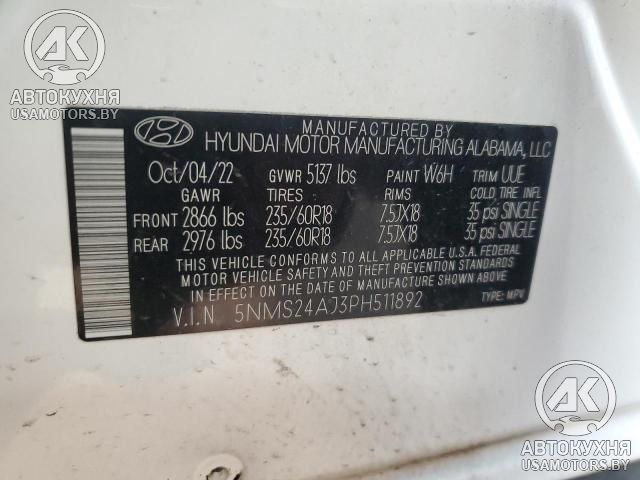 AK
АВТОКУХНЯ
USAMOTORS.BY
MANUFACTURED BY
HYUNDAI MOTOR MANUFACTURING ALABAMA, LLC
Oct/04/22 GVWR 5137 lbs PAINT W6H TRIM UUE
GAWR TIRES RIMS COLD TIRE INFL
FRONT 2866 lbs 235/60R18 7.5JX18 35 psi SINGLE
REAR 2976 lbs 235/60R18 7.5JX18 35 psi SINGLE
THIS VEHICLE CONFORMS TO ALL APPLICABLE U.S.A. FEDERAL
MOTOR VEHICLE SAFETY AND THEFT PREVENTION STANDARDS
IN EFFECT ON THE DATE OF MANUFACTURE SHOWN ABOVE.
V.I.N 5NMS24AJ3PH511892 TYPE: MPV
AK
АВТОКУХНЯ
USAMOTORS.BY